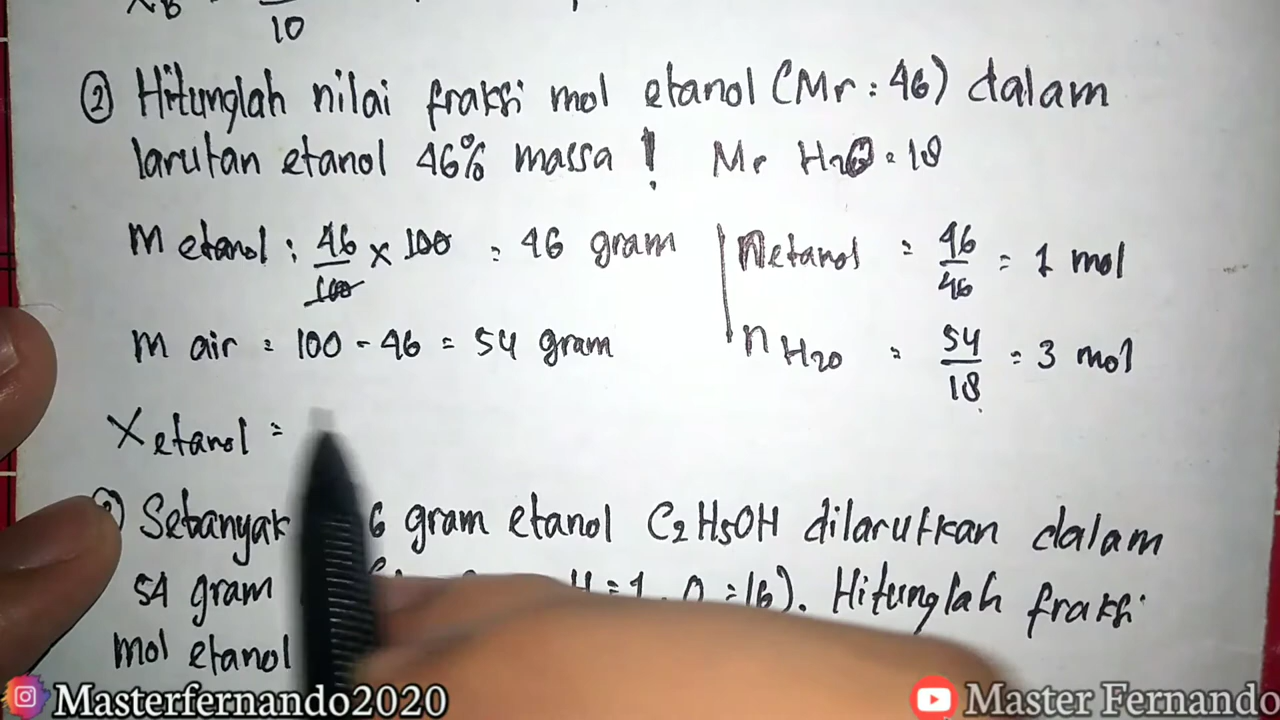 10
② Hitunglah nilai fraksi mol etanol (Mr : 46) dalam
larutan etanol 46% massa ! Mr H2O = 18
m etanol : 46/100 x 100 = 46 gram
n etanol = 46/46 = 1 mol
m air = 100 - 46 = 54 gram
n H2O = 54/18 = 3 mol
X etanol =
Sebanyak 6 gram etanol C2H5OH dilarutkan dalam
54 gram H = 1, O = 16). Hitunglah fraksi
mol etanol
Masterfernando2020
Master Fernando